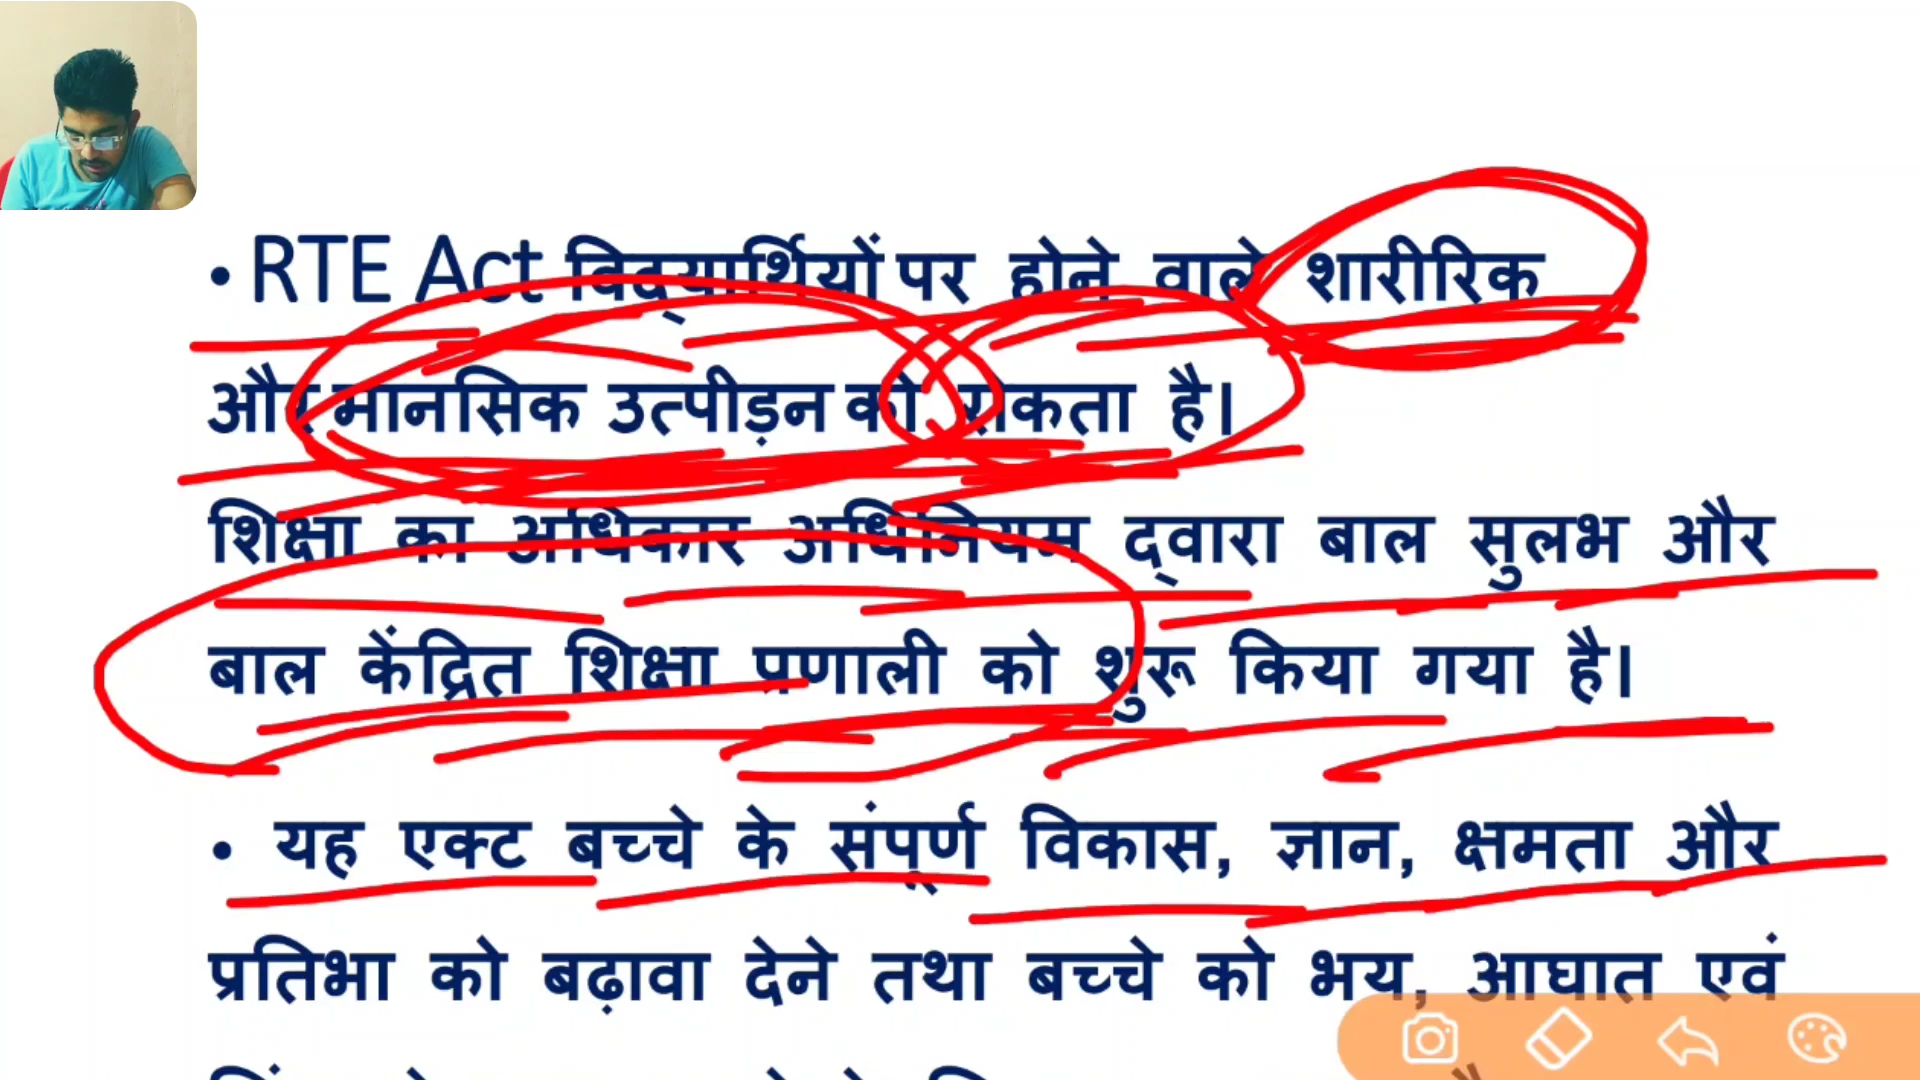 • RTE Act विद्यार्थियों पर होने वाले शारीरिक
और मानसिक उत्पीड़न को रोकता है।
शिक्षा का अधिकार अधिनियम द्वारा बाल सुलभ और
बाल केंद्रित शिक्षा प्रणाली को शुरू किया गया है।
• यह एक्ट बच्चे के संपूर्ण विकास, ज्ञान, क्षमता और
प्रतिभा को बढ़ावा देने तथा बच्चे को भय, आघात एवं